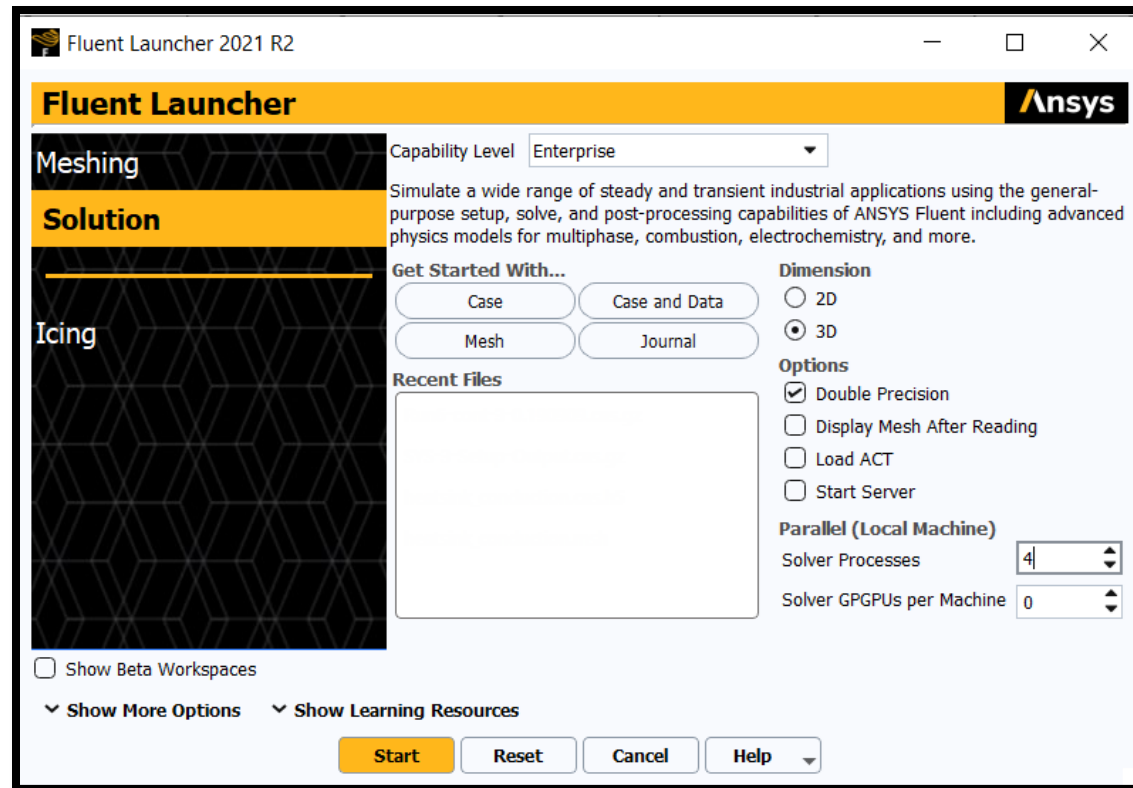 Fluent Launcher 2021 R2
F
Fluent Launcher
Ansys
Meshing
Solution
Icing
Capability Level Enterprise
Simulate a wide range of steady and transient industrial applications using the general-
purpose setup, solve, and post-processing capabilities of ANSYS Fluent including advanced
physics models for multiphase, combustion, electrochemistry, and more.
Get Started With...
Case Case and Data
Mesh Journal
Recent Files
Dimension
2D
3D
Options
Double Precision
Display Mesh After Reading
Load ACT
Start Server
Parallel (Local Machine)
Solver Processes 4
Solver GPGPUs per Machine 0
Show Beta Workspaces
Show More Options Show Learning Resources
Start Reset Cancel Help